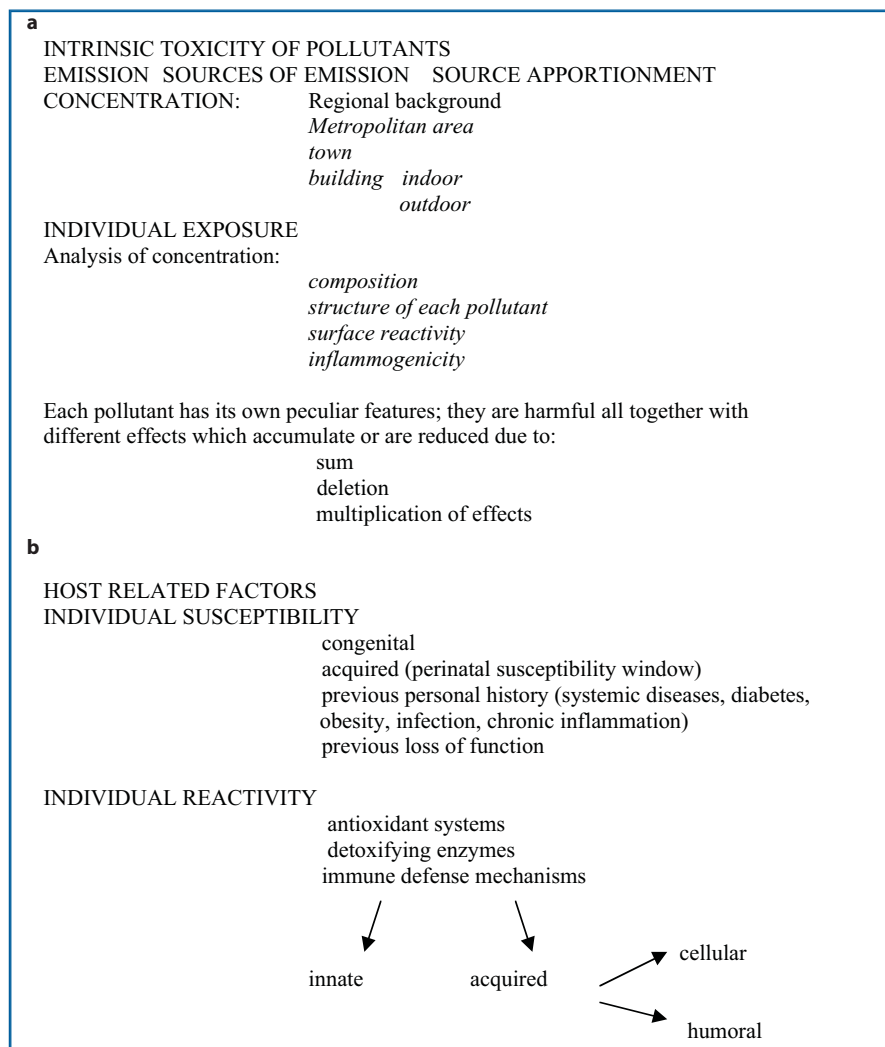 a
INTRINSIC TOXICITY OF POLLUTANTS
EMISSION SOURCES OF EMISSION SOURCE APPORTIONMENT
CONCENTRATION: Regional background
Metropolitan area
town
building indoor
outdoor
INDIVIDUAL EXPOSURE
Analysis of concentration:
composition
structure of each pollutant
surface reactivity
inflammogenicity
Each pollutant has its own peculiar features; they are harmful all together with
different effects which accumulate or are reduced due to:
sum
deletion
multiplication of effects
b
HOST RELATED FACTORS
INDIVIDUAL SUSCEPTIBILITY
congenital
acquired (perinatal susceptibility window)
previous personal history (systemic diseases, diabetes,
obesity, infection, chronic inflammation)
previous loss of function
INDIVIDUAL REACTIVITY
antioxidant systems
detoxifying enzymes
immune defense mechanisms
cellular
innate acquired
humoral